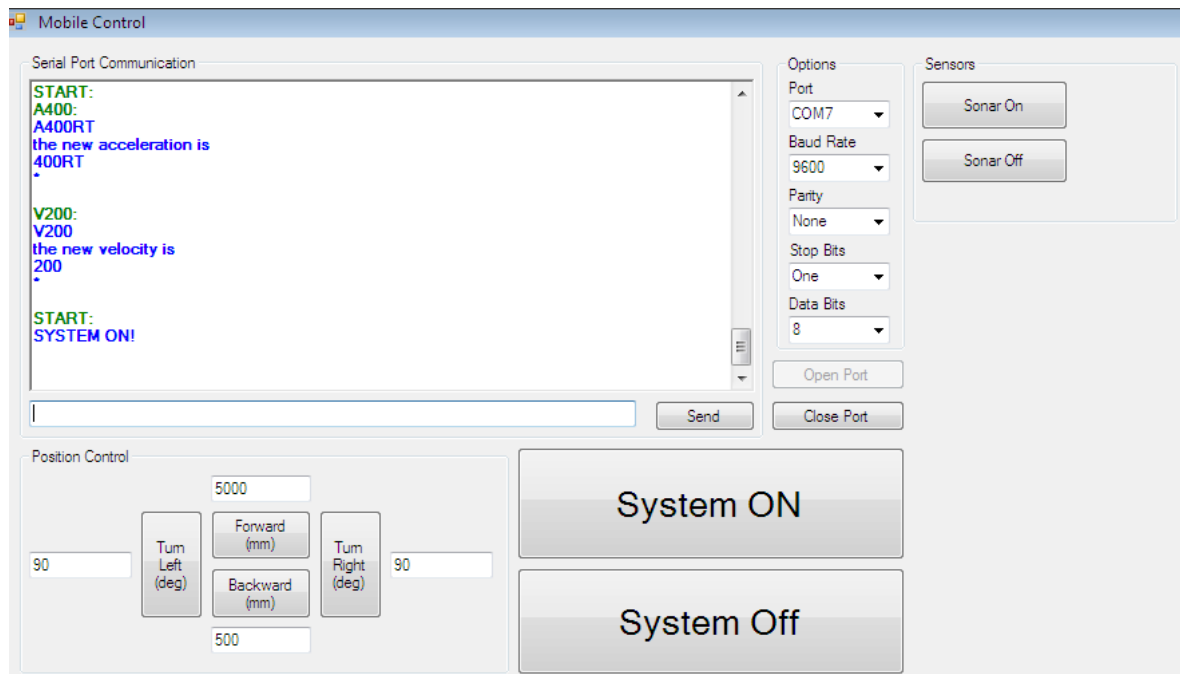 Mobile Control
Serial Port Communication
START:
A400:
A400RT
the new acceleration is
400RT
*
V200:
V200
the new velocity is
200
*
START:
SYSTEM ON!
Send
Options
Port
COM7
Baud Rate
9600
Parity
None
Stop Bits
One
Data Bits
8
Open Port
Close Port
Sensors
Sonar On
Sonar Off
Position Control
5000
Forward
(mm)
90
Turn
Left
(deg)
Turn
Right
(deg)
90
Backward
(mm)
500
System ON
System Off